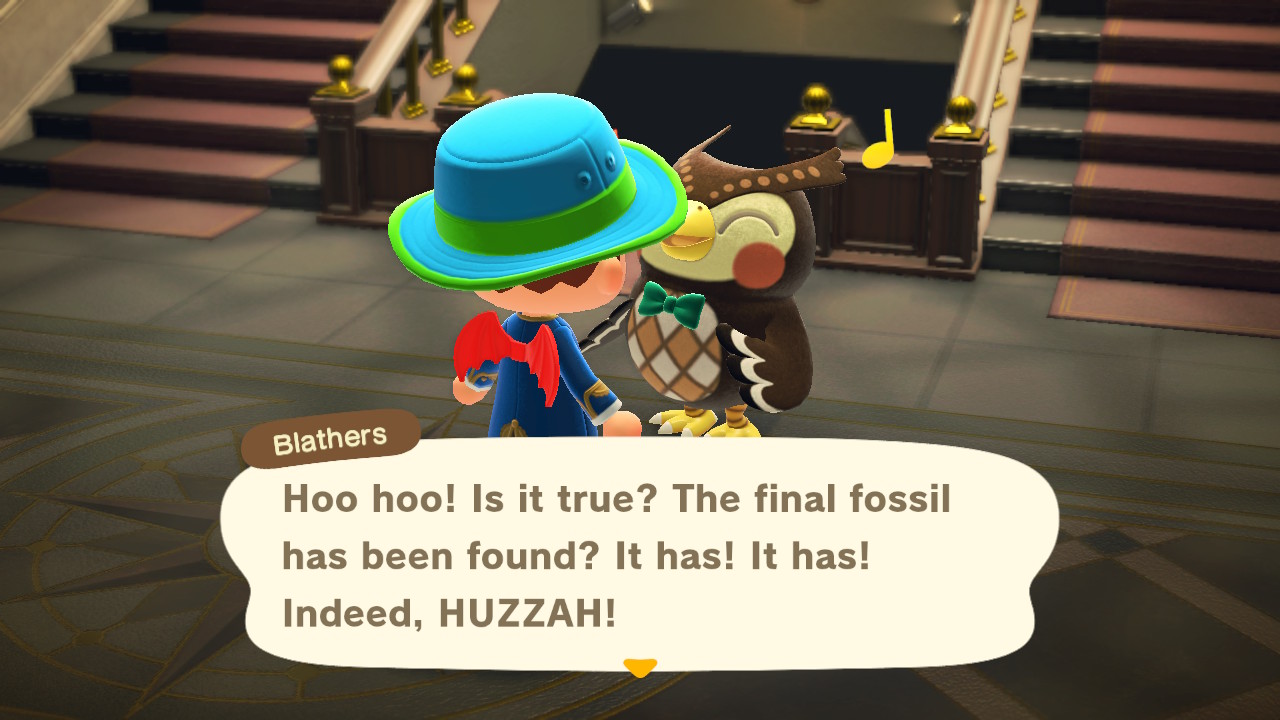 Blathers
Hoo hoo! Is it true? The final fossil
has been found? It has! It has!
Indeed, HUZZAH!